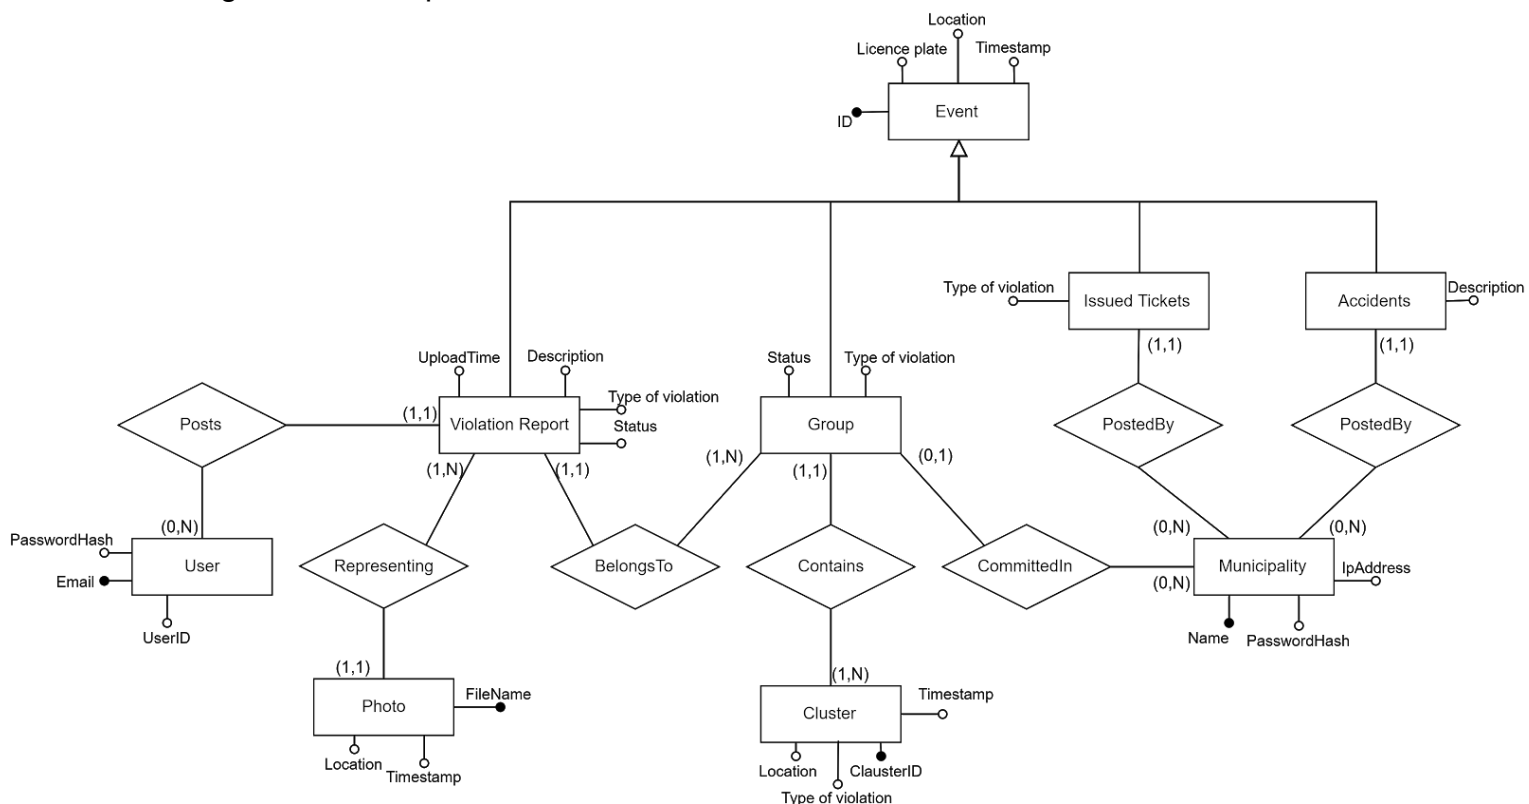 Location
Licence plate
Timestamp
Event
ID
Type of violation
Issued Tickets
Accidents
Description
(1,1)
(1,1)
UploadTime
Description
Status
Type of violation
Type of violation
Posts
(1,1)
Violation Report
Status
Group
PostedBy
PostedBy
(1,N)
(1,1)
(1,N)
(1,1)
(0,1)
PasswordHash
(0,N)
(0,N)
(0,N)
User
Representing
BelongsTo
Contains
CommittedIn
Municipality
IpAddress
Email
(0,N)
UserID
Name
PasswordHash
(1,1)
(1,N)
FileName
Timestamp
Photo
Cluster
Location
Timestamp
Location
ClausterID
Type of violation